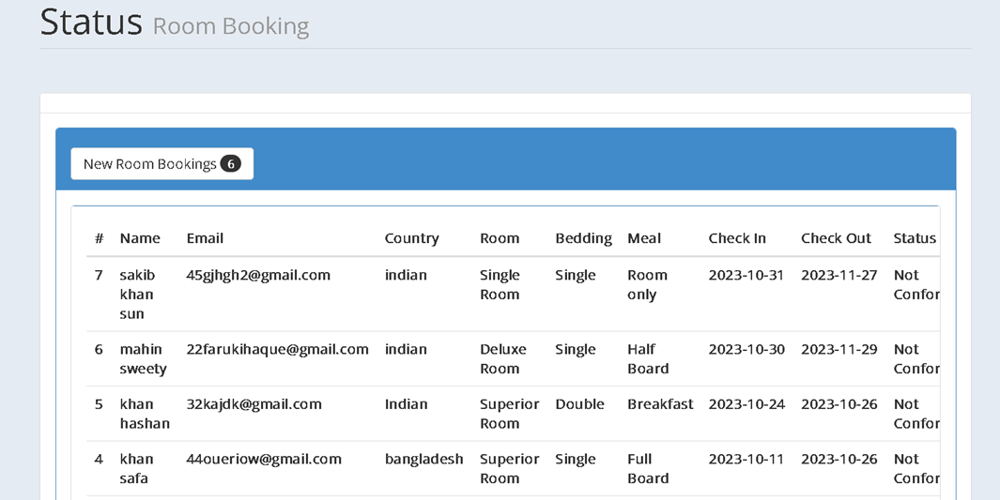 Status Room Booking
New Room Bookings 6
# Name Email Country Room Bedding Meal Check In Check Out Status
7 sakib 45gjhgh2@gmail.com indian Single Single Room 2023-10-31 2023-11-27 Not
khan Room only Confor
sun
6 mahin 22farukihaque@gmail.com indian Deluxe Single Half 2023-10-30 2023-11-29 Not
sweety Room Board Confor
5 khan 32kajdk@gmail.com Indian Superior Double Breakfast 2023-10-24 2023-10-26 Not
hashan Room Confor
4 khan 44oueriow@gmail.com bangladesh Superior Single Full 2023-10-11 2023-10-26 Not
safa Room Board Confor